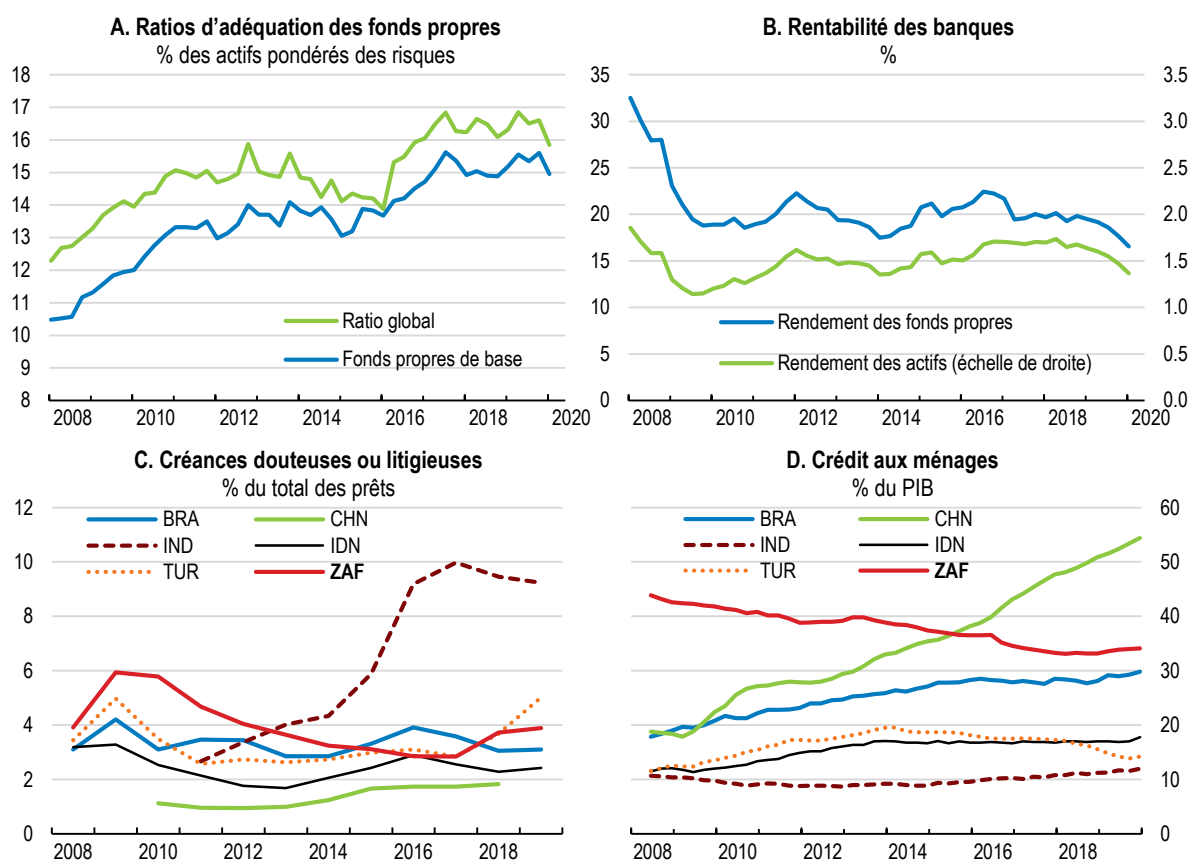 A. Ratios d'adéquation des fonds propres
% des actifs pondérés des risques
18
17
16
15
14
13
12
11
10
9
8
Ratio global
Fonds propres de base
2008 2010 2012 2014 2016 2018 2020
B. Rentabilité des banques
%
35 3.5
30 3.0
25 2.5
20 2.0
15 1.5
10 1.0
5 0.5
0 0.0
Rendement des fonds propres
Rendement des actifs (échelle de droite)
2008 2010 2012 2014 2016 2018 2020
C. Créances douteuses ou litigieuses
% du total des prêts
12
10
8
6
4
2
0
BRA CHN
IND IDN
TUR ZAF
2008 2010 2012 2014 2016 2018
D. Crédit aux ménages
% du PIB
60
50
40
30
20
10
0
BRA CHN
IND IDN
TUR ZAF
2008 2010 2012 2014 2016 2018